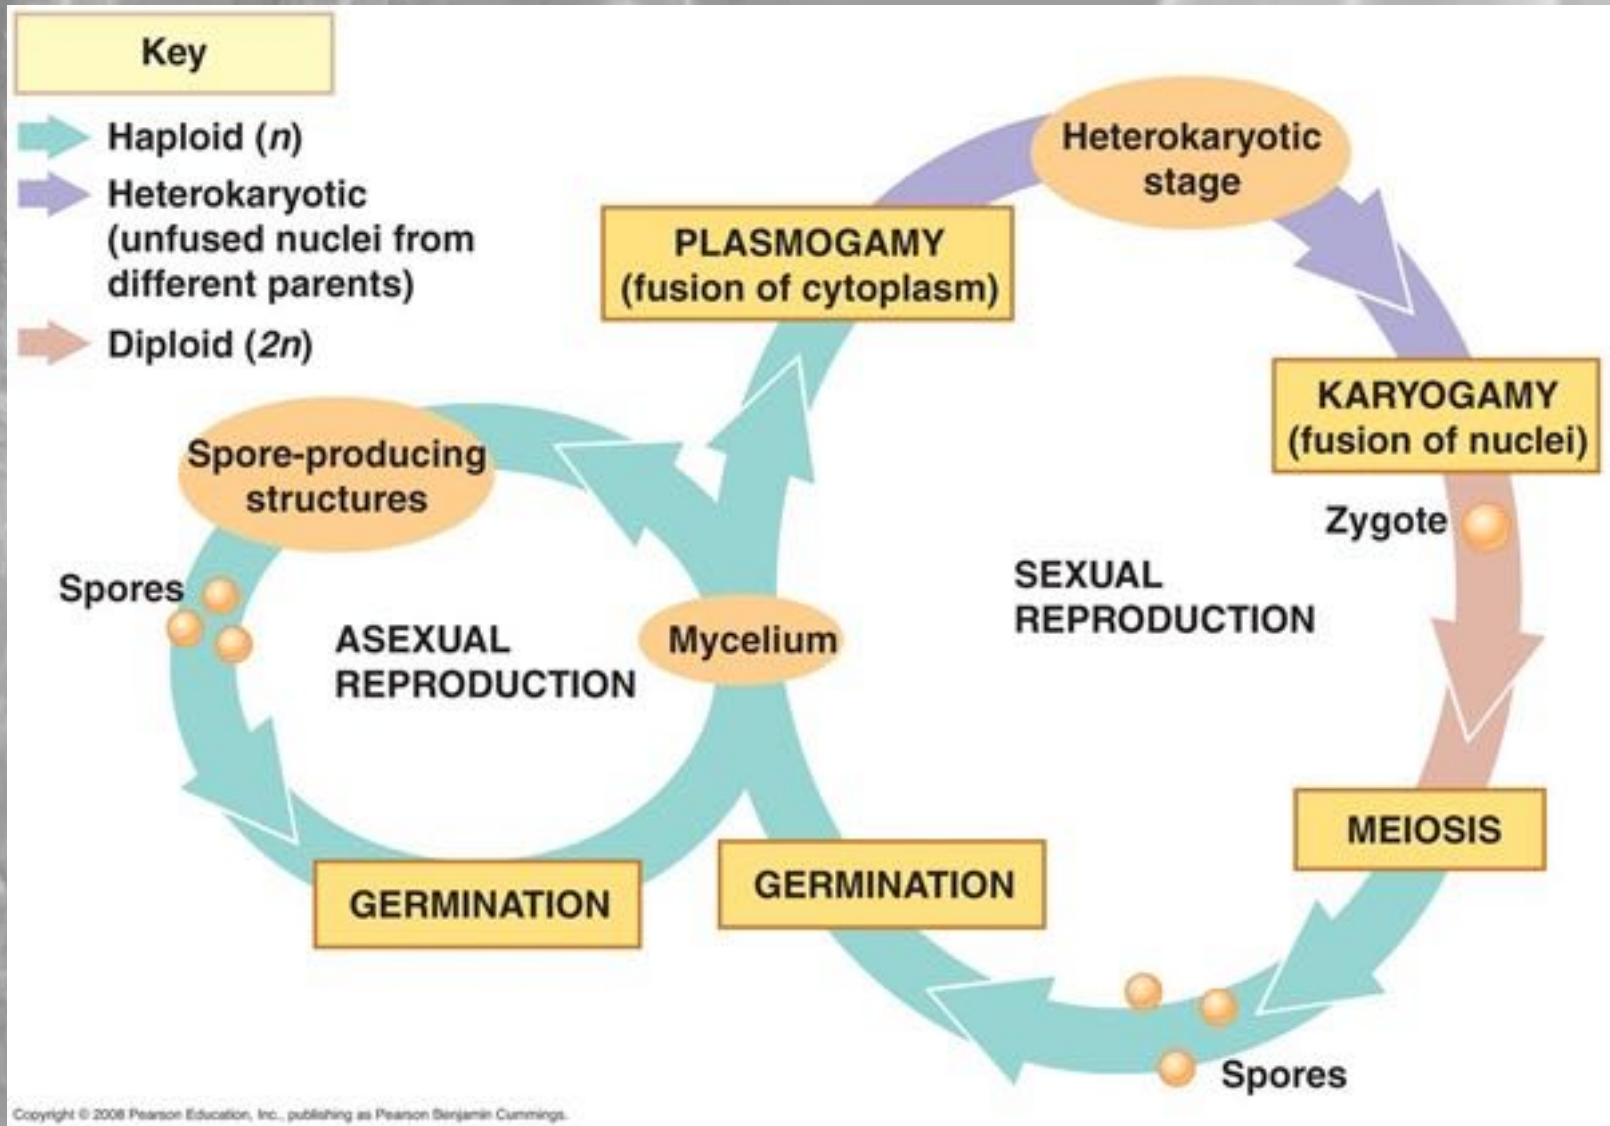 Key
Haploid (n)
Heterokaryotic
(unfused nuclei from
different parents)
Diploid (2n)
Heterokaryotic
stage
PLASMOGAMY
(fusion of cytoplasm)
KARYOGAMY
(fusion of nuclei)
Spore-producing
structures
Zygote
Spores
SEXUAL
REPRODUCTION
ASEXUAL
REPRODUCTION
Mycelium
MEIOSIS
GERMINATION
GERMINATION
Spores
Copyright © 2008 Pearson Education, Inc., publishing as Pearson Benjamin Cummings.